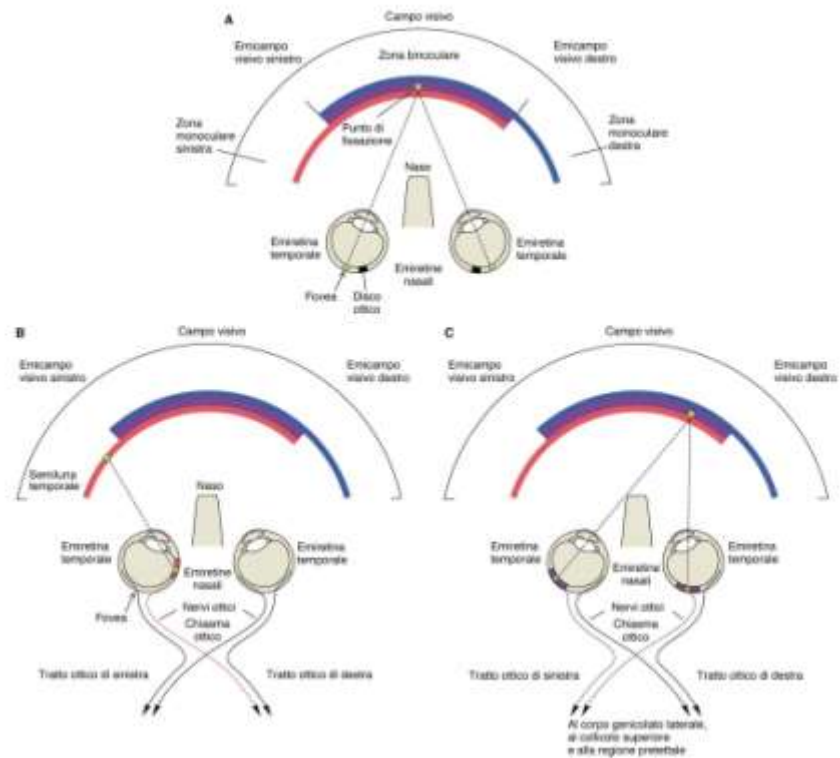 A
Campo visivo
Emicampo
visivo sinistro
Zona binoculare
Emicampo
visivo destro
Zona
monoculare
sinistra
Punto di
fissazione
Zona
monoculare
destra
Naso
Emiretina
temporale
Emiretine
nasali
Emiretina
temporale
Fovea
Disco
ottico
B
Campo visivo
Emicampo
visivo sinistro
Emicampo
visivo destro
Semiluna
temporale
Naso
Emiretina
temporale
Emiretine
nasali
Emiretina
temporale
Fovea
Nervi ottici
Chiasma
ottico
Tratto ottico di sinistra
Tratto ottico di destra
C
Campo visivo
Emicampo
visivo sinistro
Emicampo
visivo destro
Emiretina
temporale
Emiretine
nasali
Emiretina
temporale
Nervi ottici
Chiasma
ottico
Tratto ottico di sinistra
Tratto ottico di destra
Al corpo genicolato laterale,
al collicolo superiore
e alla regione pretettale